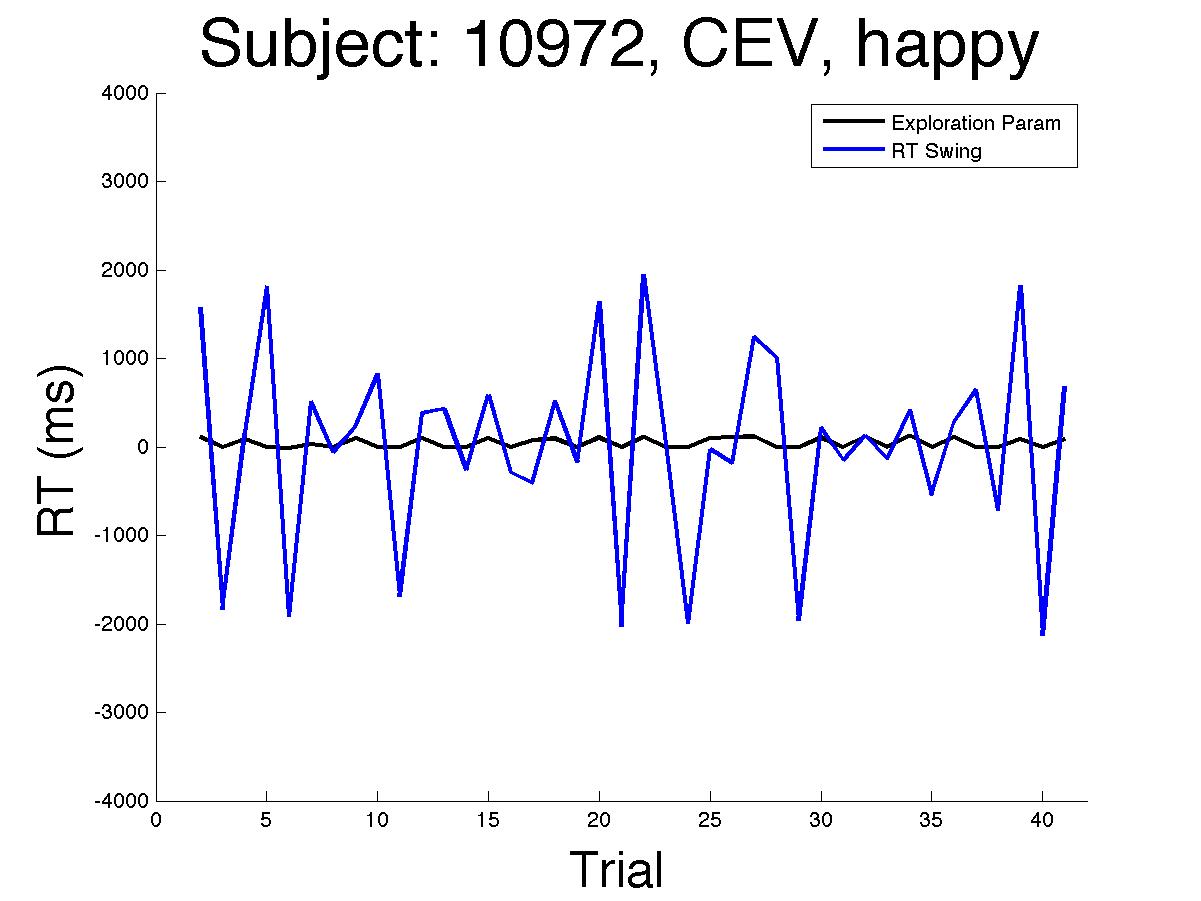 Subject: 10972, CEV, happy
Exploration Param
RT Swing
RT (ms)
4000
3000
2000
1000
0
-1000
-2000
-3000
-4000
0 5 10 15 20 25 30 35 40
Trial